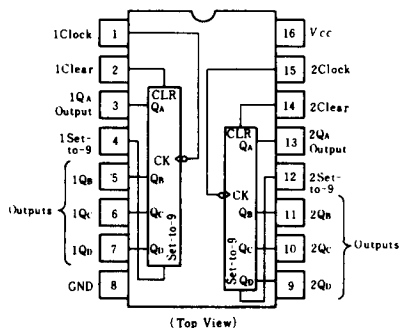 1Clock 1 16 Vcc
1Clear 2 15 2Clock
CLR
1QA Output 3 QA 14 2Clear
1Set-to-9 4 CLR QA 13 2QA Output
CK 12 2Set-to-9
1QB 5 QB CK
Outputs 1QC 6 QC QB 11 2QB
1QD 7 QD Set-to-9 QC 10 2QC Outputs
GND 8 Set-to-9 QD 9 2QD
(Top View)